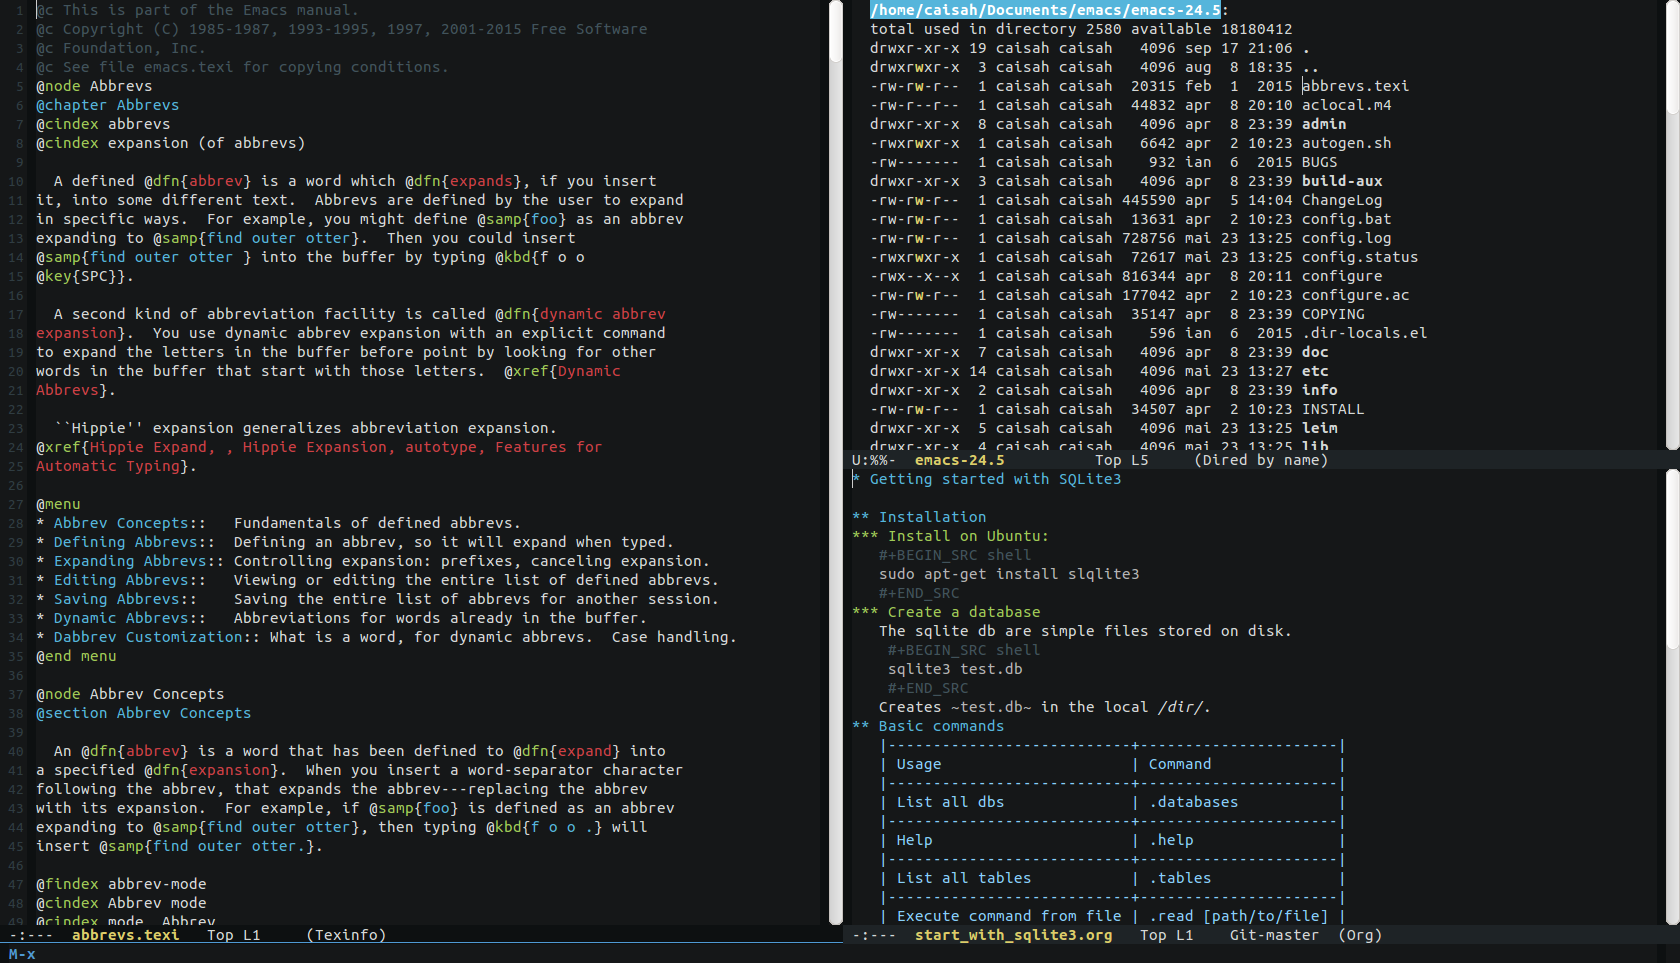 1 @c This is part of the Emacs manual.
2 @c Copyright (C) 1985-1987, 1993-1995, 1997, 2001-2015 Free Software
3 @c Foundation, Inc.
4 @c See file emacs.texi for copying conditions.
5 @node Abbrevs
6 @chapter Abbrevs
7 @cindex abbrevs
8 @cindex expansion (of abbrevs)
9
10   A defined @dfn{abbrev} is a word which @dfn{expands}, if you insert
11 it, into some different text.  Abbrevs are defined by the user to expand
12 in specific ways.  For example, you might define @samp{foo} as an abbrev
13 expanding to @samp{find outer otter}.  Then you could insert
14 @samp{find outer otter } into the buffer by typing @kbd{f o o
15 @key{SPC}}.
16
17   A second kind of abbreviation facility is called @dfn{dynamic abbrev
18 expansion}.  You use dynamic abbrev expansion with an explicit command
19 to expand the letters in the buffer before point by looking for other
20 words in the buffer that start with those letters.  @xref{Dynamic
21 Abbrevs}.
22
23   ``Hippie'' expansion generalizes abbreviation expansion.
24 @xref{Hippie Expand, , Hippie Expansion, autotype, Features for
25 Automatic Typing}.
26
27 @menu
28 * Abbrev Concepts::   Fundamentals of defined abbrevs.
29 * Defining Abbrevs::  Defining an abbrev, so it will expand when typed.
30 * Expanding Abbrevs:: Controlling expansion: prefixes, canceling expansion.
31 * Editing Abbrevs::   Viewing or editing the entire list of defined abbrevs.
32 * Saving Abbrevs::    Saving the entire list of abbrevs for another session.
33 * Dynamic Abbrevs::   Abbreviations for words already in the buffer.
34 * Dabbrev Customization:: What is a word, for dynamic abbrevs.  Case handling.
35 @end menu
36
37 @node Abbrev Concepts
38 @section Abbrev Concepts
39
40   An @dfn{abbrev} is a word that has been defined to @dfn{expand} into
41 a specified @dfn{expansion}.  When you insert a word-separator character
42 following the abbrev, that expands the abbrev---replacing the abbrev
43 with its expansion.  For example, if @samp{foo} is defined as an abbrev
44 expanding to @samp{find outer otter}, then typing @kbd{f o o .} will
45 insert @samp{find outer otter.}.
46
47 @findex abbrev-mode
48 @cindex Abbrev mode
49 @cindex mode, Abbrev
-:---  abbrevs.texi   Top L1     (Texinfo)
M-x
/home/caisah/Documents/emacs/emacs-24.5:
total used in directory 2580 available 18180412
drwxr-xr-x 19 caisah caisah   4096 sep 17 21:06 .
drwxrwxr-x  3 caisah caisah   4096 aug  8 18:35 ..
-rw-rw-r--  1 caisah caisah  20315 feb  1  2015 abbrevs.texi
-rw-r--r--  1 caisah caisah  44832 apr  8 20:10 aclocal.m4
drwxr-xr-x  8 caisah caisah   4096 apr  8 23:39 admin
-rwxrwxr-x  1 caisah caisah   6642 apr  2 10:23 autogen.sh
-rw-------  1 caisah caisah    932 ian  6  2015 BUGS
drwxr-xr-x  3 caisah caisah   4096 apr  8 23:39 build-aux
-rw-rw-r--  1 caisah caisah 445590 apr  5 14:04 ChangeLog
-rw-rw-r--  1 caisah caisah  13631 apr  2 10:23 config.bat
-rw-rw-r--  1 caisah caisah 728756 mai 23 13:25 config.log
-rwxrwxr-x  1 caisah caisah  72617 mai 23 13:25 config.status
-rwx--x--x  1 caisah caisah 816344 apr  8 20:11 configure
-rw-rw-r--  1 caisah caisah 177042 apr  2 10:23 configure.ac
-rw-------  1 caisah caisah  35147 apr  8 23:39 COPYING
-rw-------  1 caisah caisah    596 ian  6  2015 .dir-locals.el
drwxr-xr-x  7 caisah caisah   4096 apr  8 23:39 doc
drwxr-xr-x 14 caisah caisah   4096 mai 23 13:27 etc
drwxr-xr-x  2 caisah caisah   4096 apr  8 23:39 info
-rw-rw-r--  1 caisah caisah  34507 apr  2 10:23 INSTALL
drwxr-xr-x  5 caisah caisah   4096 mai 23 13:25 leim
drwxr-xr-x  4 caisah caisah   4096 mai 23 13:25 lib
U:%%-  emacs-24.5          Top L5     (Dired by name)
* Getting started with SQLite3

** Installation
*** Install on Ubuntu:
   #+BEGIN_SRC shell
   sudo apt-get install slqlite3
   #+END_SRC
*** Create a database
   The sqlite db are simple files stored on disk.
    #+BEGIN_SRC shell
    sqlite3 test.db
    #+END_SRC
   Creates ~test.db~ in the local /dir/.
** Basic commands
   |---------------------------+----------------------|
   | Usage                     | Command              |
   |---------------------------+----------------------|
   | List all dbs              | .databases           |
   |---------------------------+----------------------|
   | Help                      | .help                |
   |---------------------------+----------------------|
   | List all tables           | .tables              |
   |---------------------------+----------------------|
   | Execute command from file | .read [path/to/file] |
-:---  start_with_sqlite3.org   Top L1    Git-master  (Org)